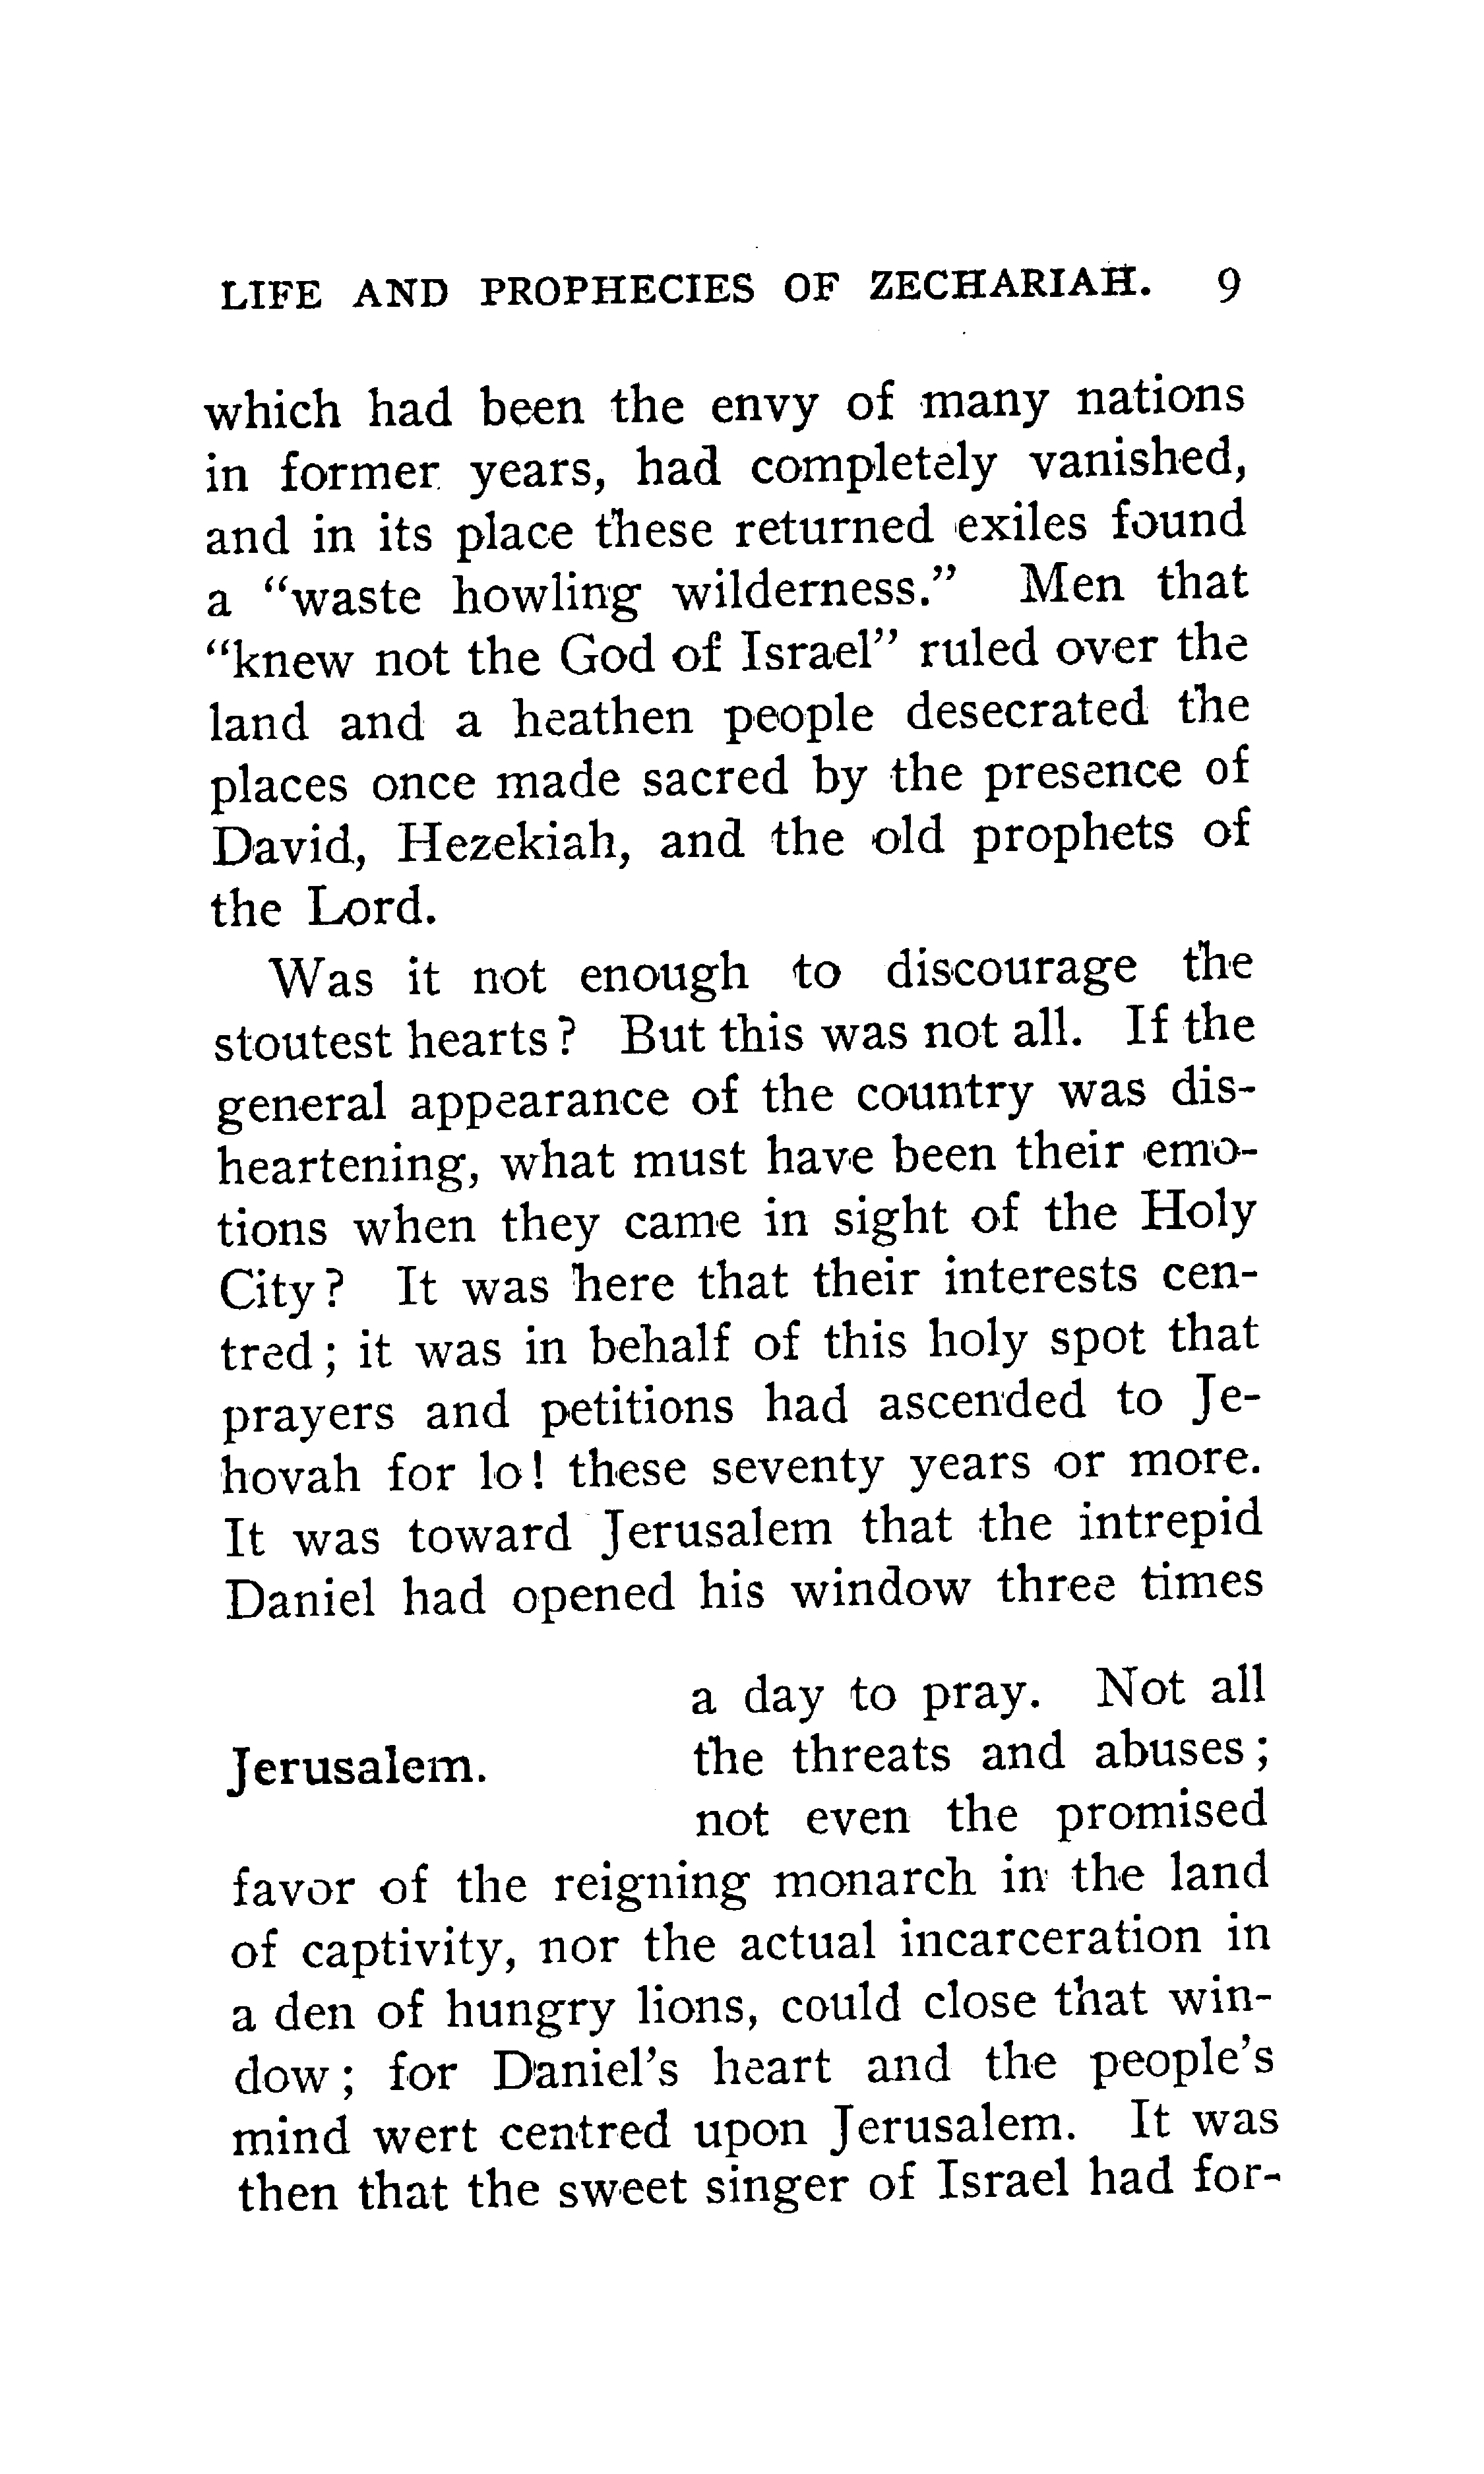 LIFE AND PROPHECIES OF ZECHARIAH. 9
which had been the envy of many nations
in former years, had completely vanished,
and in its place these returned exiles found
a "waste howling wilderness." Men that
"knew not the God of Israel" ruled over the
land and a heathen people desecrated the
places once made sacred by the presence of
David, Hezekiah, and the old prophets of
the Lord.
Was it not enough to discourage the
stoutest hearts? But this was not all. If the
general appearance of the country was dis-
heartening, what must have been their emo-
tions when they came in sight of the Holy
City? It was here that their interests cen-
tred; it was in behalf of this holy spot that
prayers and petitions had ascended to Je-
hovah for lo! these seventy years or more.
It was toward Jerusalem that the intrepid
Daniel had opened his window three times
a day to pray. Not all
Jerusalem.
the threats and abuses;
not even the promised
favor of the reigning monarch in the land
of captivity, nor the actual incarceration in
a den of hungry lions, could close that win-
dow; for Daniel's heart and the people's
mind wert centred upon Jerusalem. It was
then that the sweet singer of Israel had for-